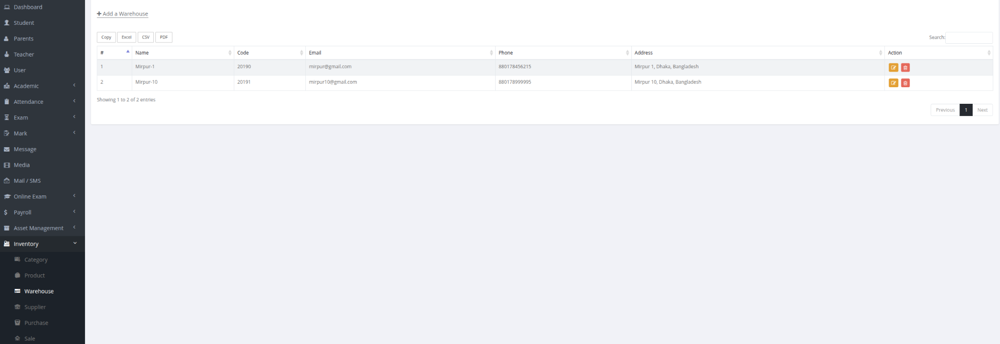 Dashboard
Student
Parents
Teacher
User
Academic
Attendance
Exam
Mark
Message
Media
Mail / SMS
Online Exam
Payroll
Asset Management
Inventory
Category
Product
Warehouse
Supplier
Purchase
Sale
Add a Warehouse
Copy Excel CSV PDF
Search:
# Name Code Email Phone Address Action
1 Mirpur-1 20190 mirpur@gmail.com 880178456215 Mirpur 1, Dhaka, Bangladesh
2 Mirpur-10 20191 mirpur10@gmail.com 880178999995 Mirpur 10, Dhaka, Bangladesh
Showing 1 to 2 of 2 entries
Previous 1 Next